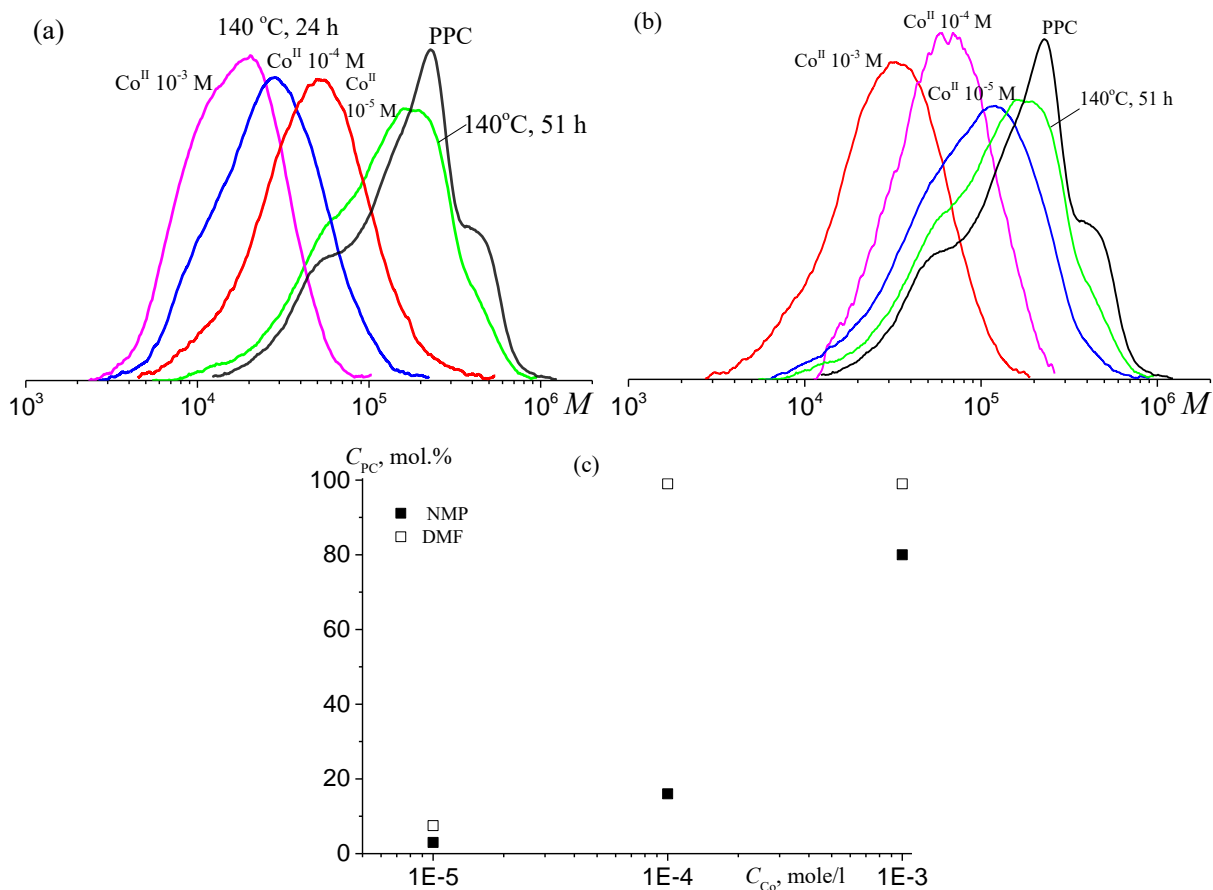 (a)
140 °C, 24 h
PPC
Co^II 10^-3 M
Co^II 10^-4 M
Co^II
10^-5 M
140°C, 51 h
10^3
10^4
10^5
10^6
M
(b)
Co^II 10^-4 M
PPC
Co^II 10^-3 M
Co^II 10^-5 M
140°C, 51 h
10^3
10^4
10^5
10^6
M
C_PC, mol.%
(c)
100
NMP
DMF
80
60
40
20
0
1E-5
1E-4
C_Co, mole/l
1E-3